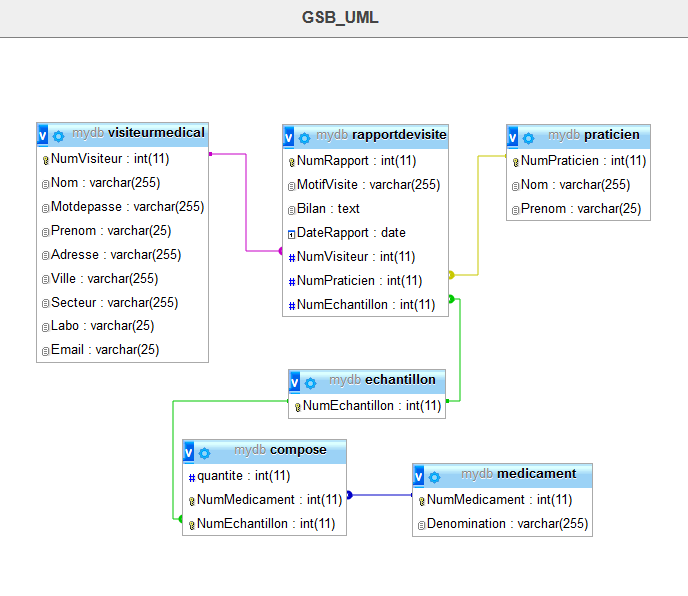 GSB_UML
v mydb visiteurmedical
NumVisiteur : int(11)
Nom : varchar(255)
Motdepasse : varchar(255)
Prenom : varchar(25)
Adresse : varchar(255)
Ville : varchar(255)
Secteur : varchar(255)
Labo : varchar(25)
Email : varchar(25)
v mydb rapportdevisite
NumRapport : int(11)
MotifVisite : varchar(255)
Bilan : text
DateRapport : date
# NumVisiteur : int(11)
# NumPraticien : int(11)
# NumEchantillon : int(11)
v mydb praticien
NumPraticien : int(11)
Nom : varchar(255)
Prenom : varchar(25)
v mydb echantillon
NumEchantillon : int(11)
v mydb compose
# quantite : int(11)
NumMedicament : int(11)
NumEchantillon : int(11)
v mydb medicament
NumMedicament : int(11)
Denomination : varchar(255)